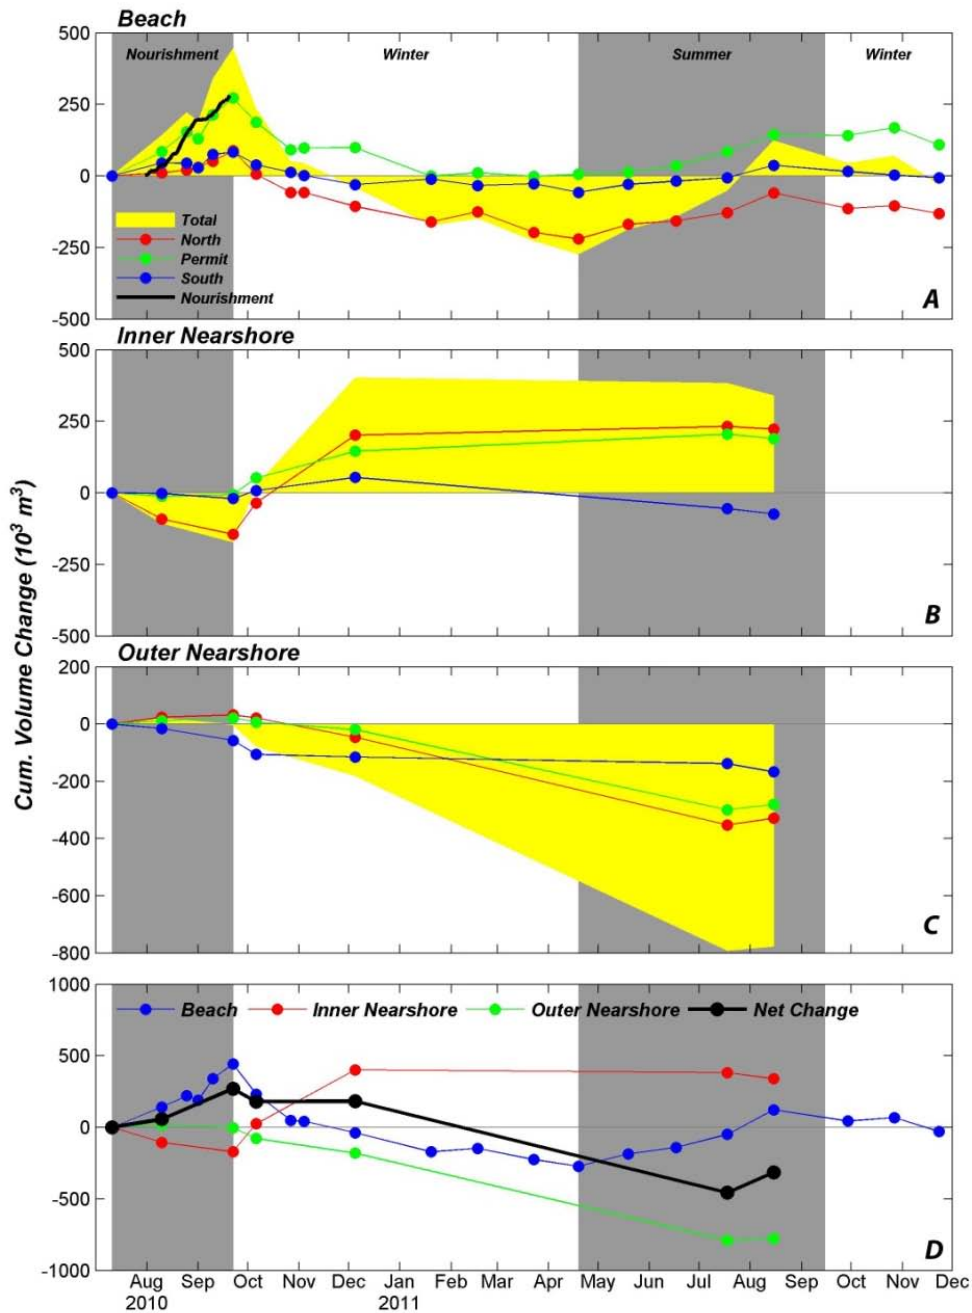 Beach
500
250
0
-250
-500
Nourishment
Winter
Summer
Winter
Total
North
Permit
South
Nourishment
A
Inner Nearshore
500
250
0
-250
-500
B
Cum. Volume Change (10³ m³)
Outer Nearshore
200
0
-200
-400
-600
-800
C
1000
500
0
-500
-1000
Beach Inner Nearshore Outer Nearshore Net Change
D
Aug Sep Oct Nov Dec Jan Feb Mar Apr May Jun Jul Aug Sep Oct Nov Dec
2010 2011